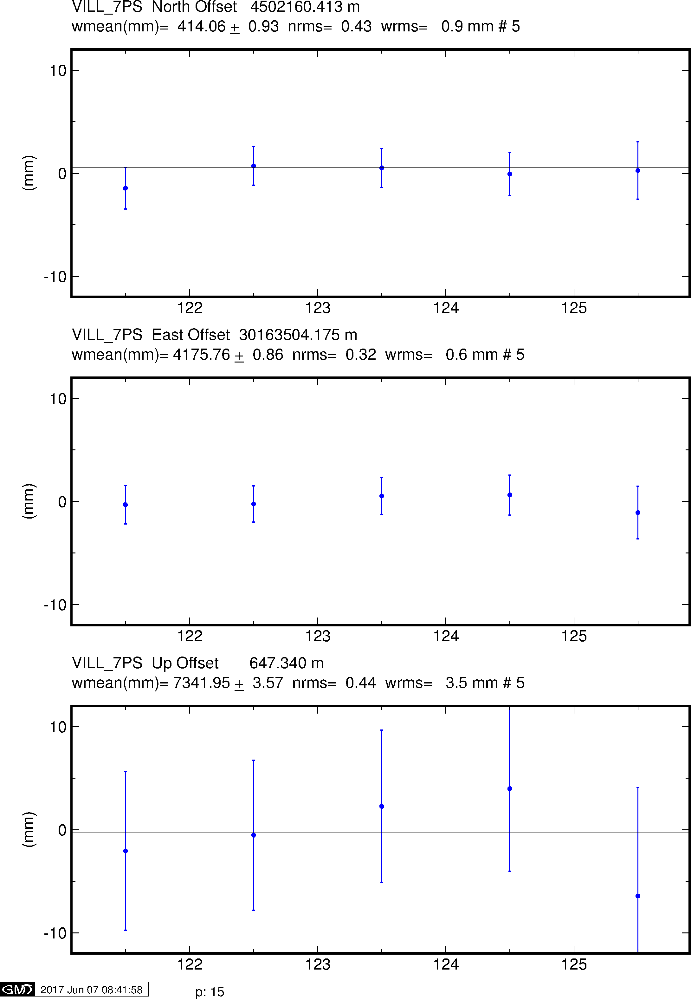 VILL_7PS North Offset 4502160.413 m
wmean(mm)= 414.06 ± 0.93 nrms= 0.43 wrms= 0.9 mm # 5
10
0
-10
(mm)
122 123 124 125
VILL_7PS East Offset 30163504.175 m
wmean(mm)= 4175.76 ± 0.86 nrms= 0.32 wrms= 0.6 mm # 5
10
0
-10
(mm)
122 123 124 125
VILL_7PS Up Offset 647.340 m
wmean(mm)= 7341.95 ± 3.57 nrms= 0.44 wrms= 3.5 mm # 5
10
0
-10
(mm)
122 123 124 125
GMT 2017 Jun 07 08:41:58
p: 15